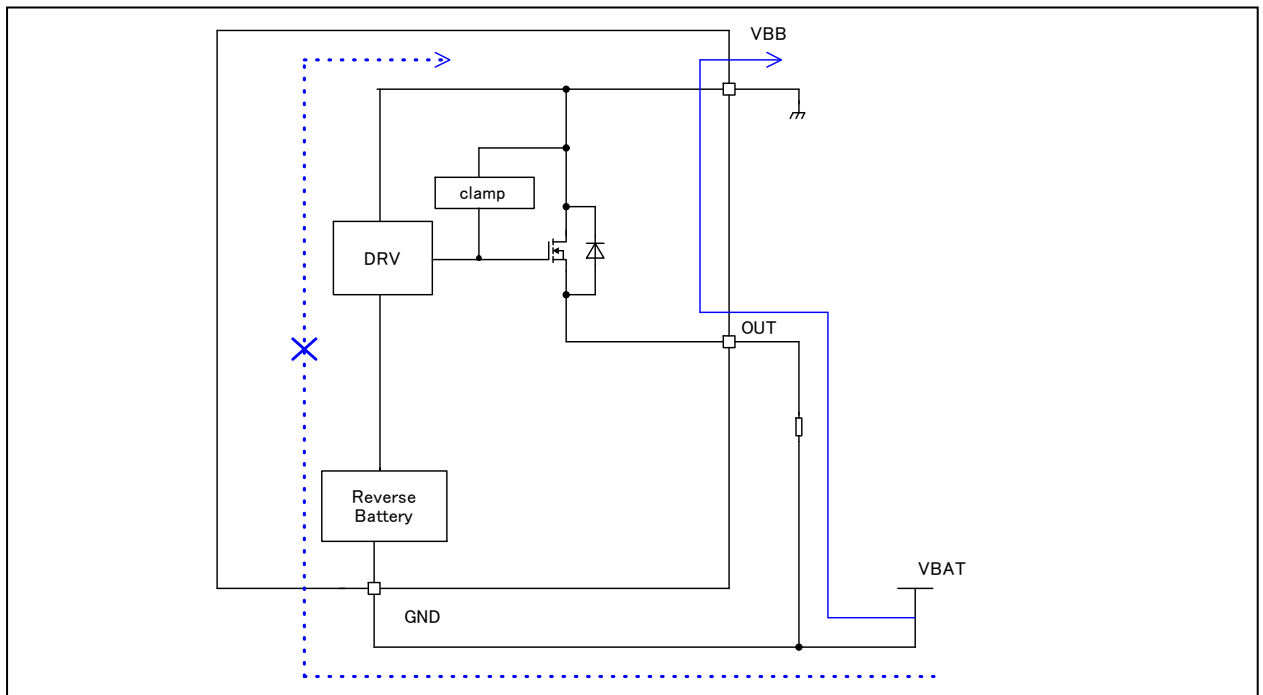 VBB
clamp
DRV
OUT
Reverse
Battery
VBAT
GND